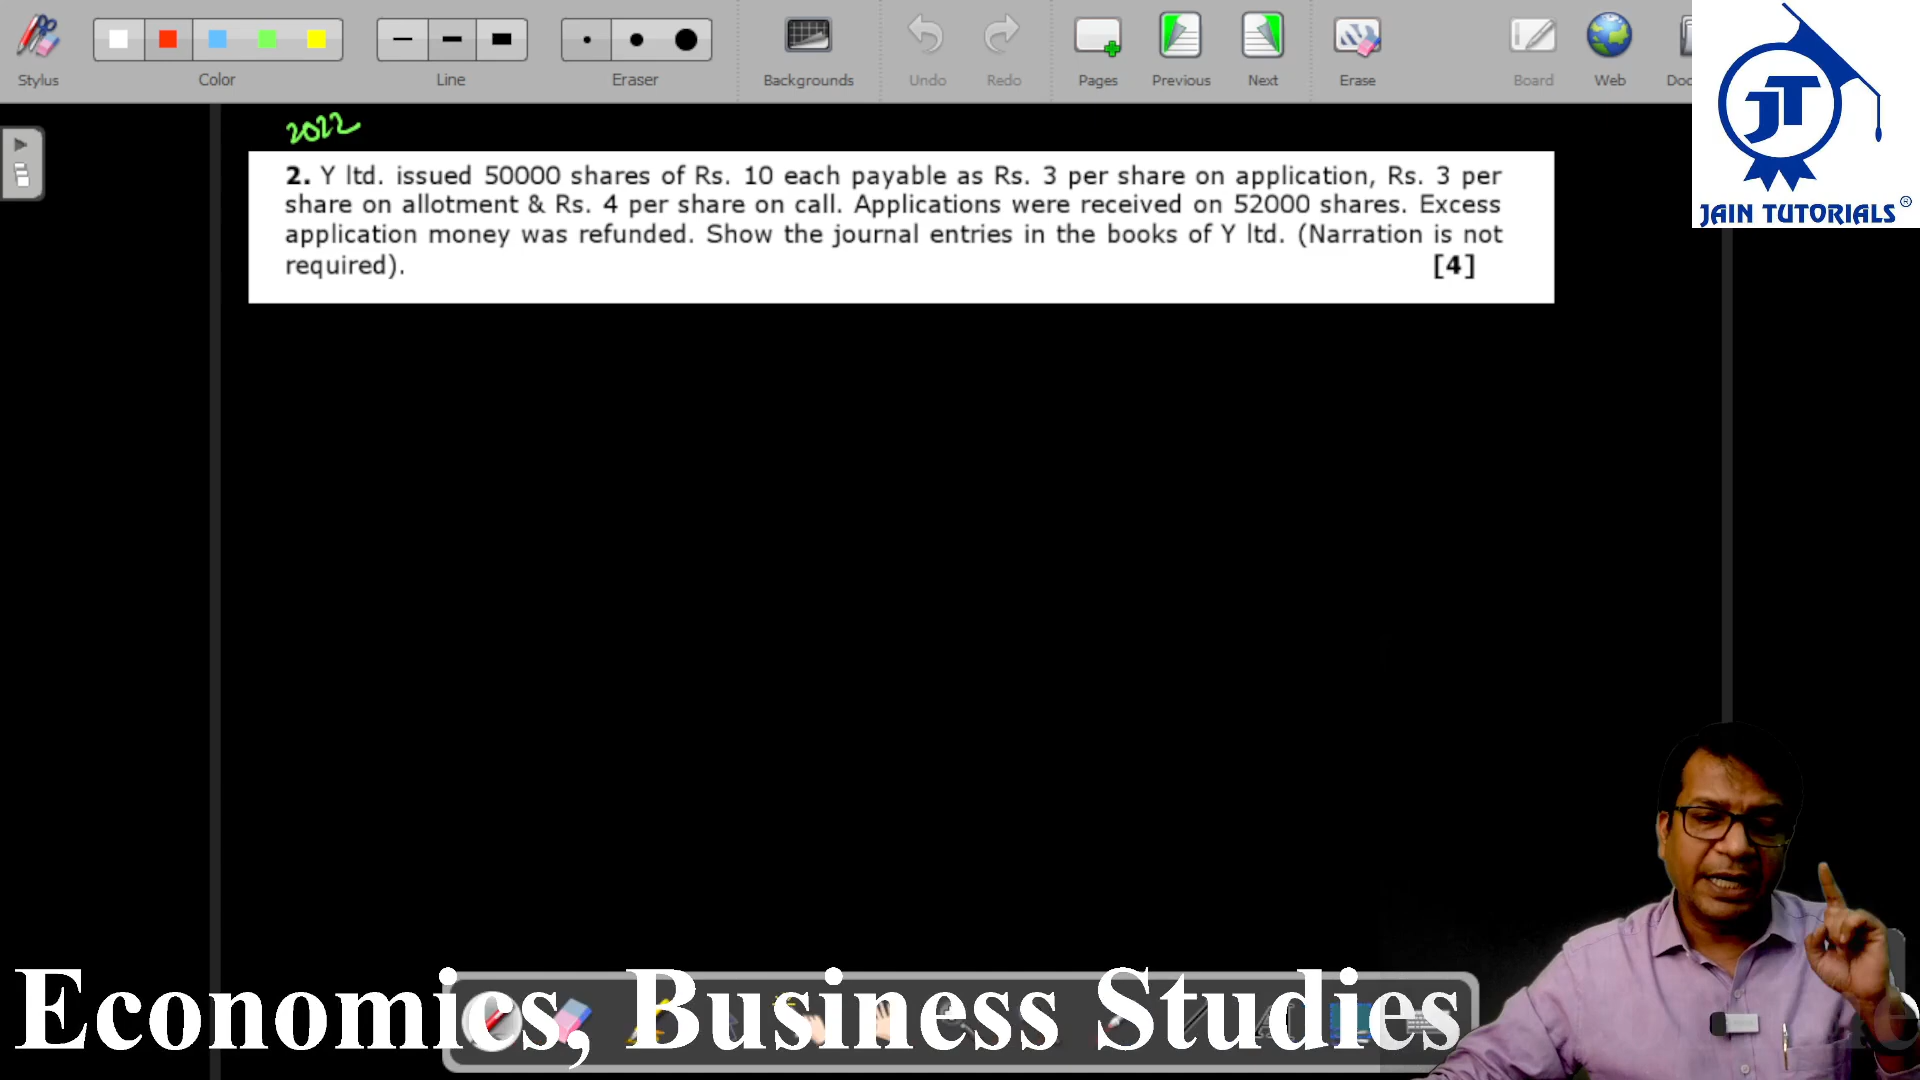 Stylus
Color
Line
Eraser
Backgrounds
Undo
Redo
Pages
Previous
Next
Erase
Board
Web
JT
JAIN TUTORIALS®
2022
2. Y ltd. issued 50000 shares of Rs. 10 each payable as Rs. 3 per share on application, Rs. 3 per
share on allotment & Rs. 4 per share on call. Applications were received on 52000 shares. Excess
application money was refunded. Show the journal entries in the books of Y ltd. (Narration is not
required). [4]
Economics, Business Studies